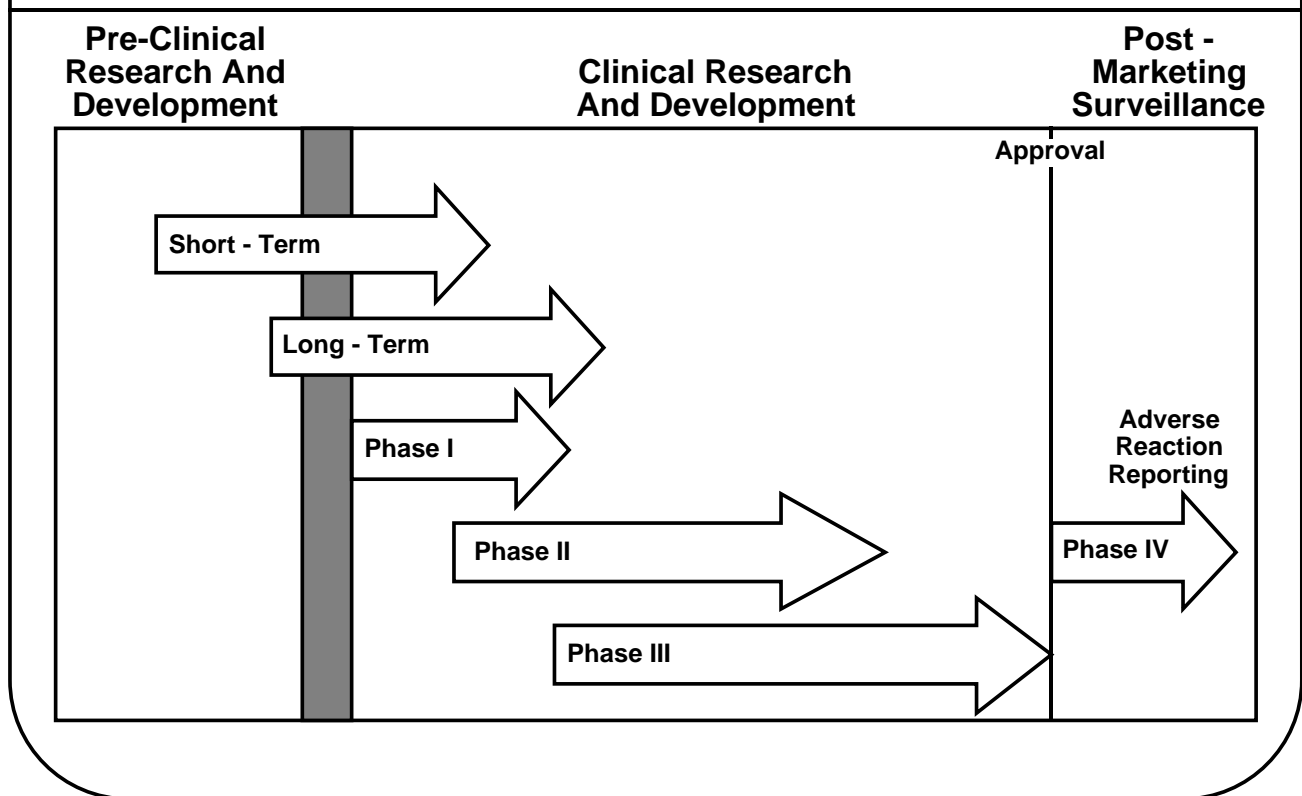 Pre-Clinical
Research And
Development
Clinical Research
And Development
Post -
Marketing
Surveillance
Approval
Short - Term
Long - Term
Phase I
Adverse
Reaction
Reporting
Phase II
Phase IV
Phase III